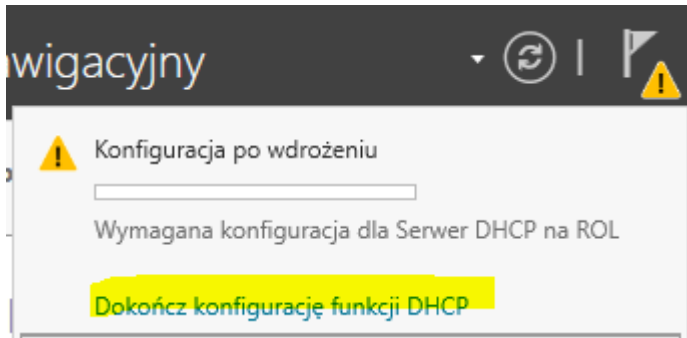 wigacyjny
Konfiguracja po wdrożeniu
Wymagana konfiguracja dla Serwer DHCP na ROL
Dokończ konfigurację funkcji DHCP